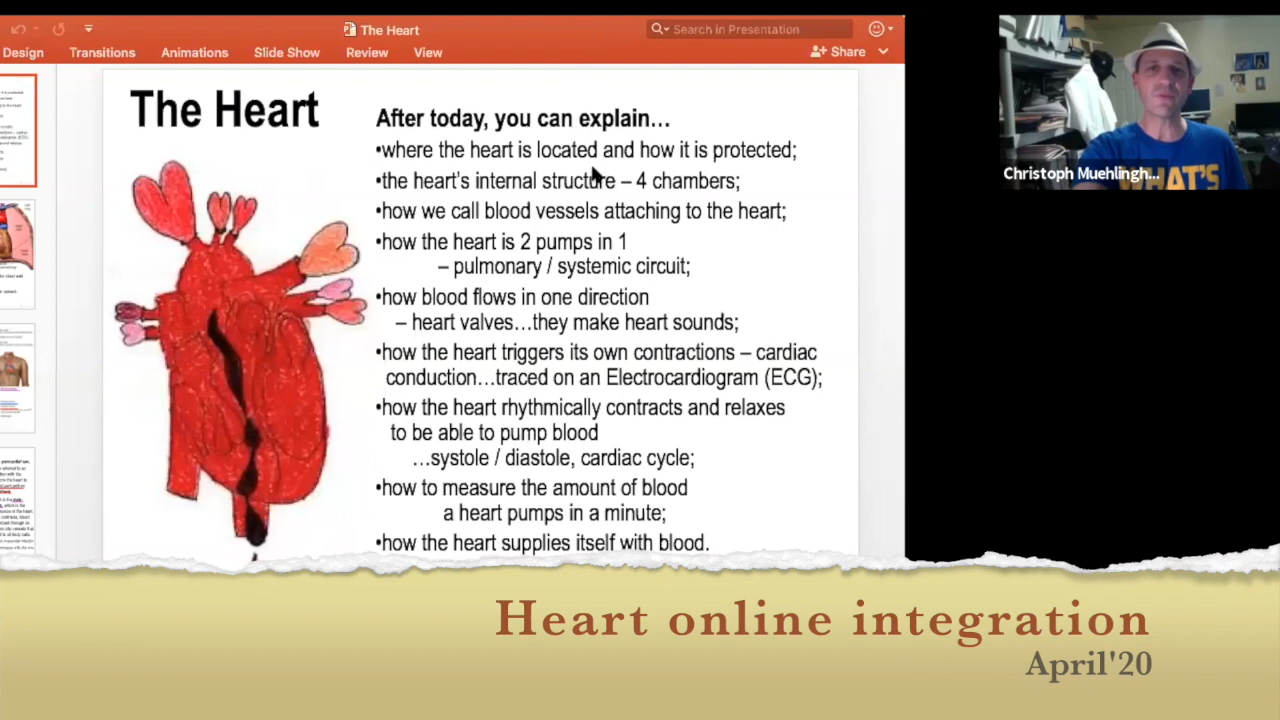 The Heart
Search in Presentation
Design
Transitions
Animations
Slide Show
Review
View
Share
The Heart
After today, you can explain…
•where the heart is located and how it is protected;
•the heart's internal structure – 4 chambers;
•how we call blood vessels attaching to the heart;
•how the heart is 2 pumps in 1
– pulmonary / systemic circuit;
•how blood flows in one direction
– heart valves…they make heart sounds;
•how the heart triggers its own contractions – cardiac
conduction…traced on an Electrocardiogram (ECG);
•how the heart rhythmically contracts and relaxes
to be able to pump blood
…systole / diastole, cardiac cycle;
•how to measure the amount of blood
a heart pumps in a minute;
•how the heart supplies itself with blood.
Christoph Muehlingh...
WHAT'S
Heart online integration
April'20